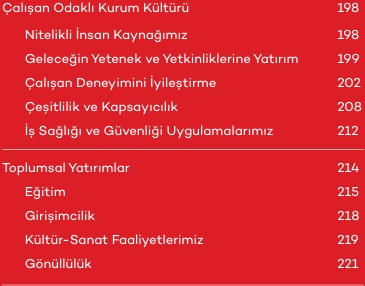 Çalışan Odaklı Kurum Kültürü 198
Nitelikli İnsan Kaynağımız 198
Geleceğin Yetenek ve Yetkinliklerine Yatırım 199
Çalışan Deneyimini İyileştirme 202
Çeşitlilik ve Kapsayıcılık 208
İş Sağlığı ve Güvenliği Uygulamalarımız 212
Toplumsal Yatırımlar 214
Eğitim 215
Girişimcilik 218
Kültür-Sanat Faaliyetlerimiz 219
Gönüllülük 221